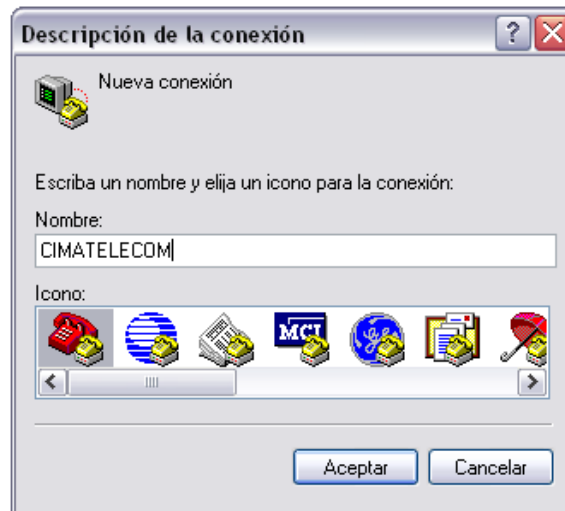 Descripción de la conexión
Nueva conexión
Escriba un nombre y elija un icono para la conexión:
Nombre:
CIMATELECOM
Icono:
MCI
Aceptar
Cancelar